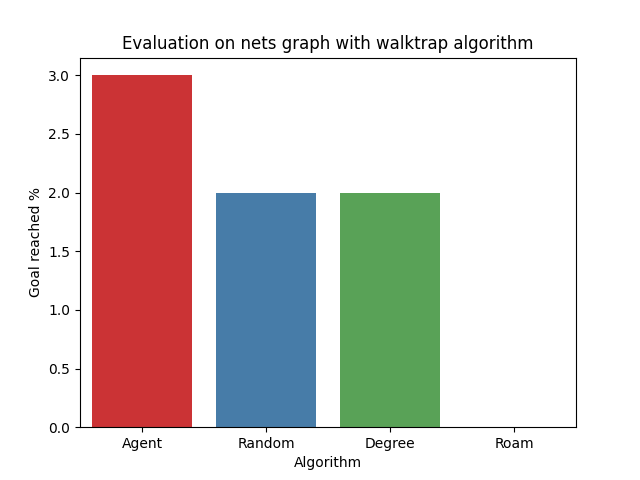 Evaluation on nets graph with walktrap algorithm
Goal reached %
3.0
2.5
2.0
1.5
1.0
0.5
0.0
Agent Random Degree Roam
Algorithm